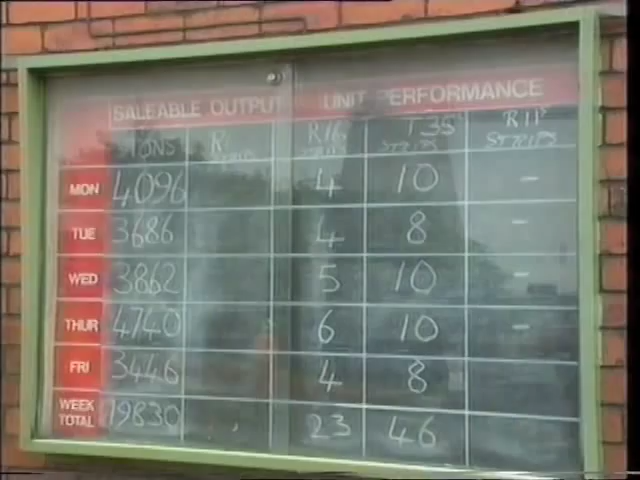 SALEABLE OUTPUT UNIT PERFORMANCE
TONS R16 T35
STRIPS STRIPS
MON 4096 4 10 -
TUE 3686 4 8 -
WED 3862 5 10 -
THUR 4740 6 10 -
FRI 3446 4 8
WEEK
TOTAL 19830 23 46